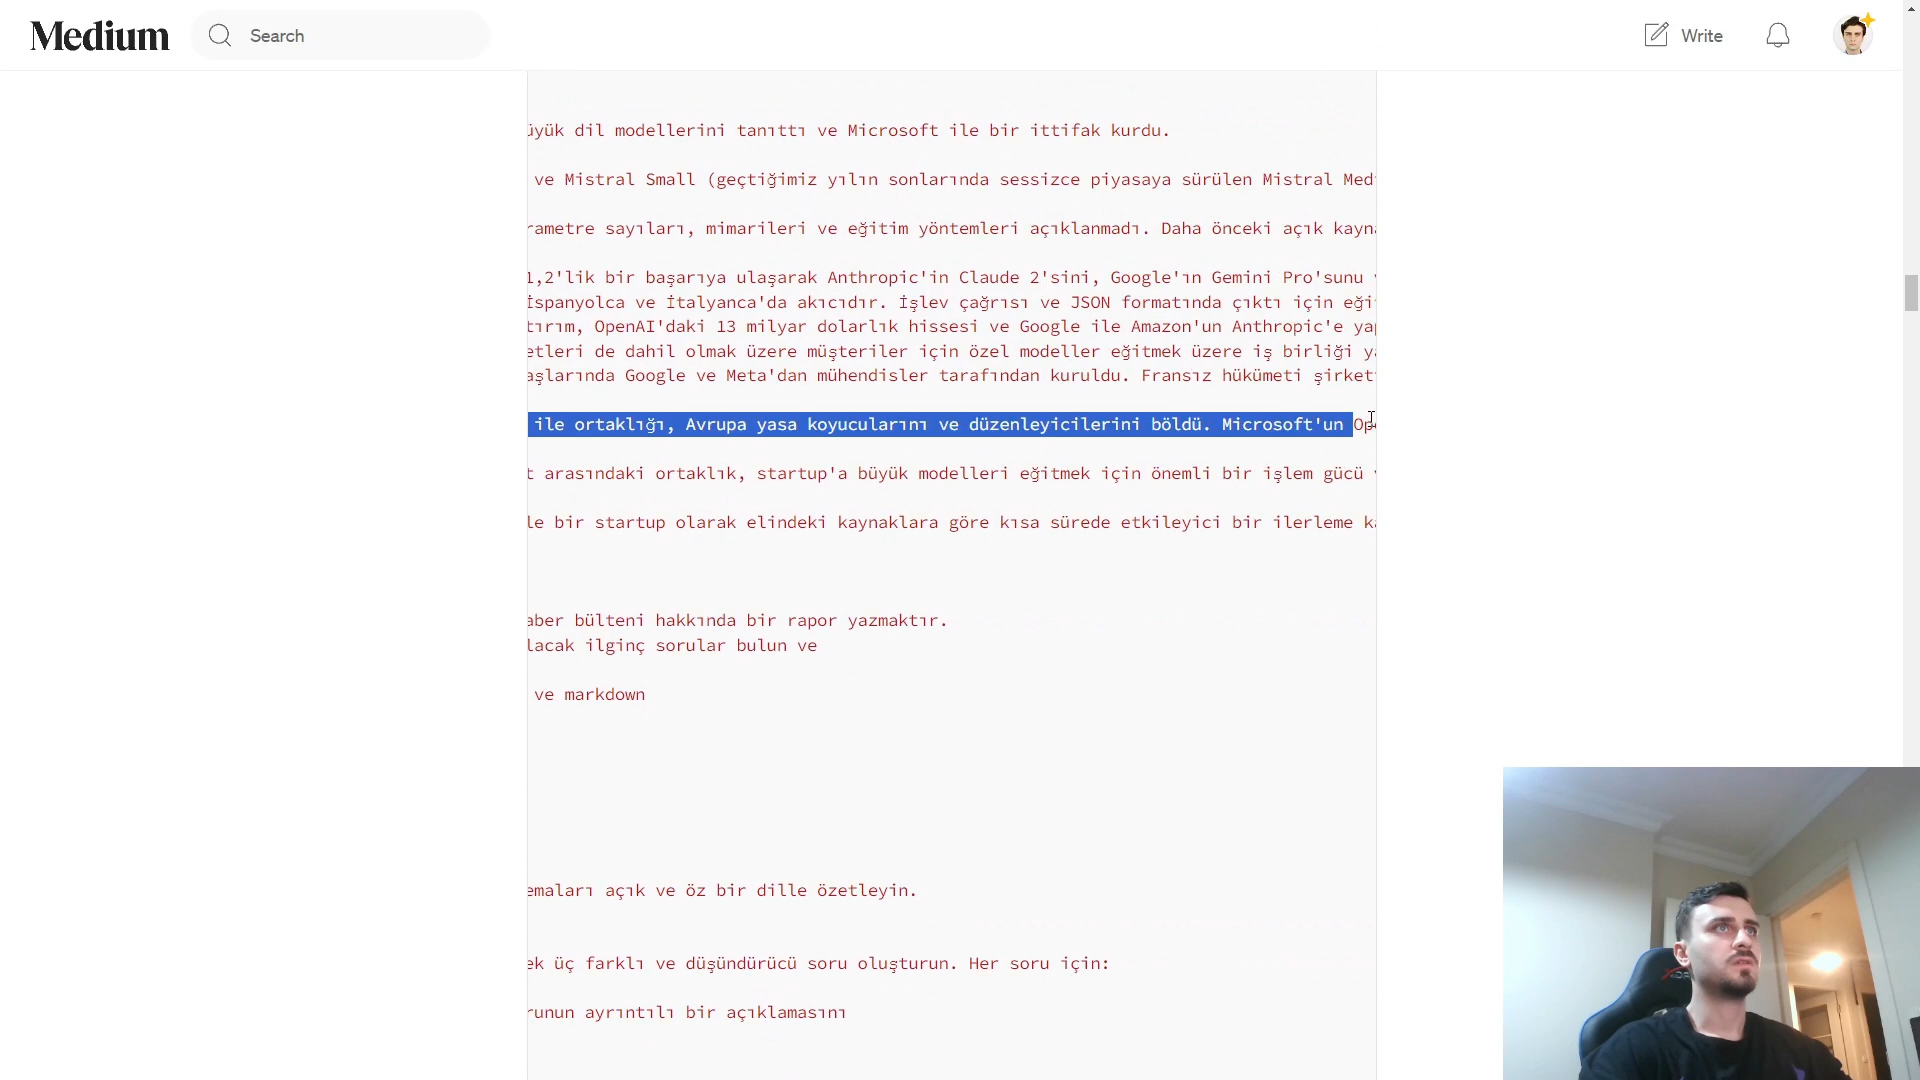 Medium
Search
Write
büyük dil modellerini tanıttı ve Microsoft ile bir ittifak kurdu.
ve Mistral Small (geçtiğimiz yılın sonlarında sessizce piyasaya sürülen Mistral Med
rametre sayıları, mimarileri ve eğitim yöntemleri açıklanmadı. Daha önceki açık kayna
1,2'lik bir başarıya ulaşarak Anthropic'in Claude 2'sini, Google'ın Gemini Pro'sunu
İspanyolca ve İtalyanca'da akıcıdır. İşlev çağrısı ve JSON formatında çıktı için eği
tırım, OpenAI'daki 13 milyar dolarlık hissesi ve Google ile Amazon'un Anthropic'e yap
etleri de dahil olmak üzere müşteriler için özel modeller eğitmek üzere iş birliği ya
aşlarında Google ve Meta'dan mühendisler tarafından kuruldu. Fransız hükümeti şirket
ile ortaklığı, Avrupa yasa koyucularını ve düzenleyicilerini böldü. Microsoft'un Ope
t arasındaki ortaklık, startup'a büyük modelleri eğitmek için önemli bir işlem gücü
le bir startup olarak elindeki kaynaklara göre kısa sürede etkileyici bir ilerleme ka
aber bülteni hakkında bir rapor yazmaktır.
lacak ilginç sorular bulun ve
ve markdown
emaları açık ve öz bir dille özetleyin.
ek üç farklı ve düşündürücü soru oluşturun. Her soru için:
runun ayrıntılı bir açıklamasını